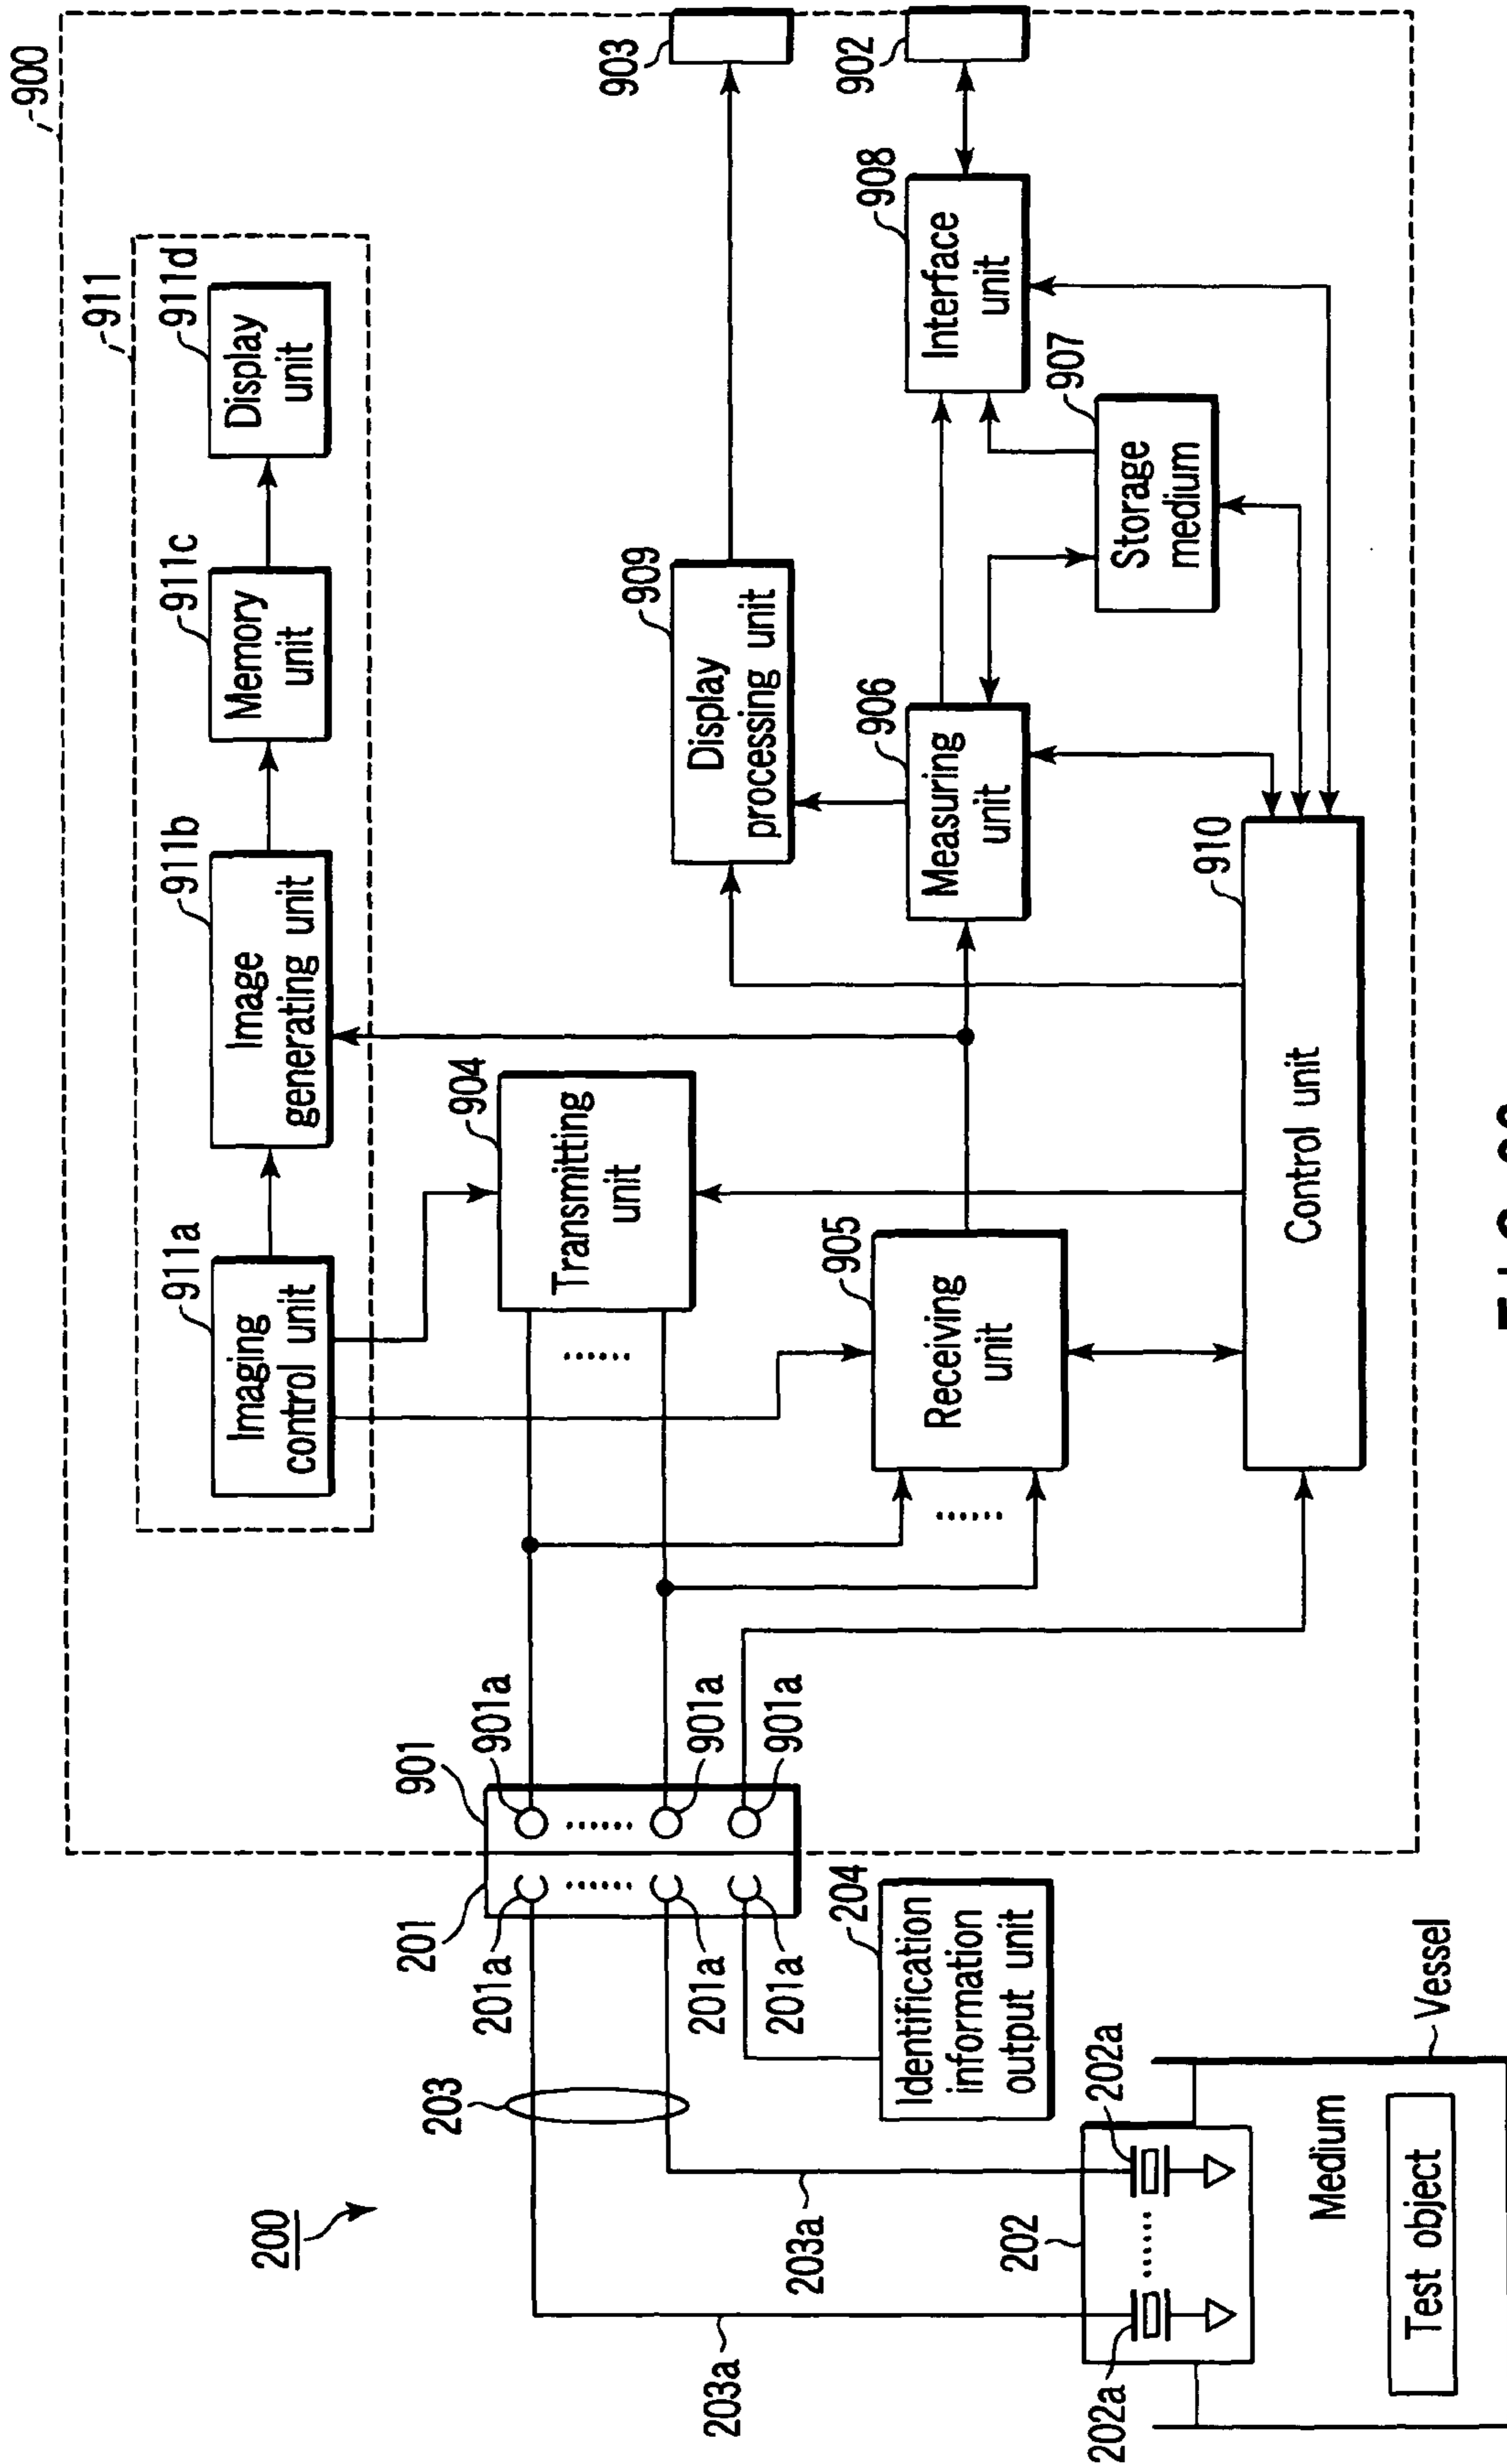 900
911
911a
Imaging
control unit
911b
Image
generating unit
911c
Memory
unit
911d
Display
unit
903
902
904
Transmitting
unit
905
Receiving
unit
909
Display
processing unit
906
Measuring
unit
907
Storage
medium
908
Interface
unit
910
Control unit
901
901a
901a
901a
201
201a
201a
201a
204
Identification
information
output unit
200
203
203a
203a
202
202a
202a
Medium
Test object
Vessel